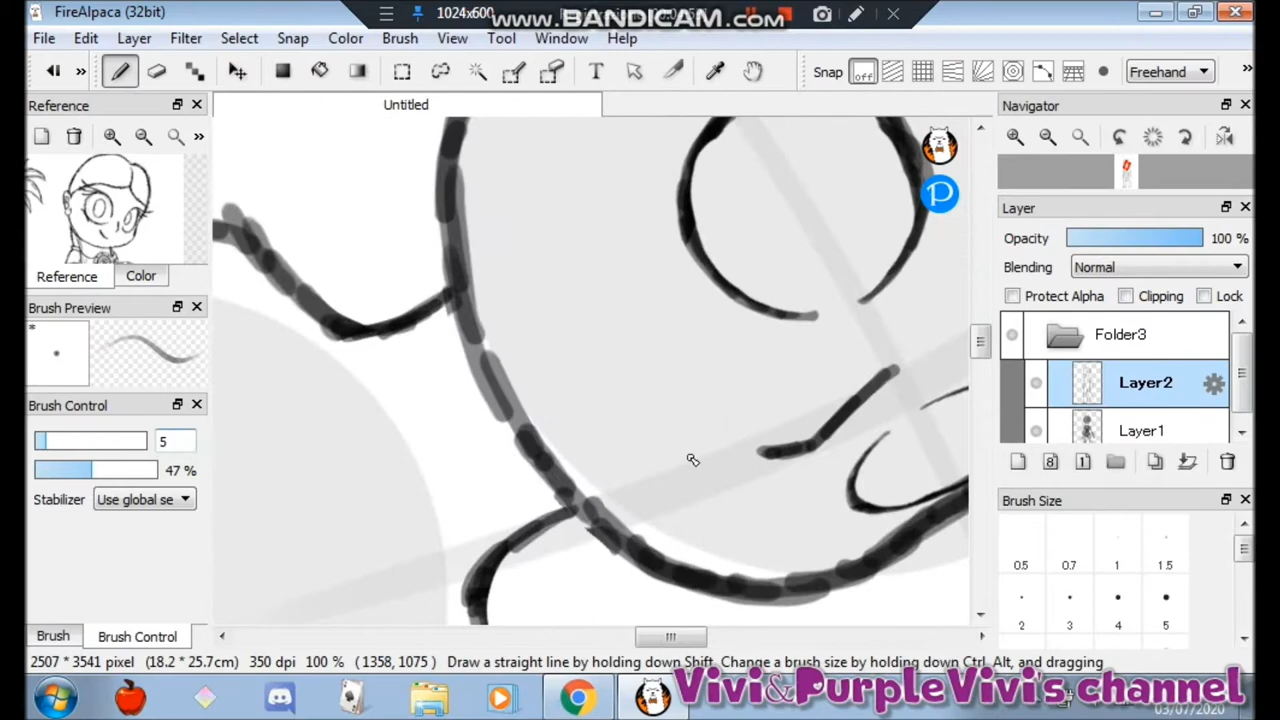 FireAlpaca (32bit)
1024x600
www.BANDICAM.com
File Edit Layer Filter Select Snap Color Brush View Tool Window Help
Snap off Freehand
Reference
Untitled
Navigator
Layer
Opacity 100 %
Blending Normal
Protect Alpha Clipping Lock
Folder3
Layer2
Layer1
Reference Color
Brush Preview
*
Brush Control
5
47 %
Stabilizer Use global se
Brush Size
0.5 0.7 1 1.5
2 3 4 5
Brush Brush Control
2507 * 3541 pixel (18.2 * 25.7cm) 350 dpi 100 % ( 1358, 1075 ) Draw a straight line by holding down Shift, Change a brush size by holding down Ctrl, Alt, and dragging
Vivi&PurpleVivi's channel
03/07/2020